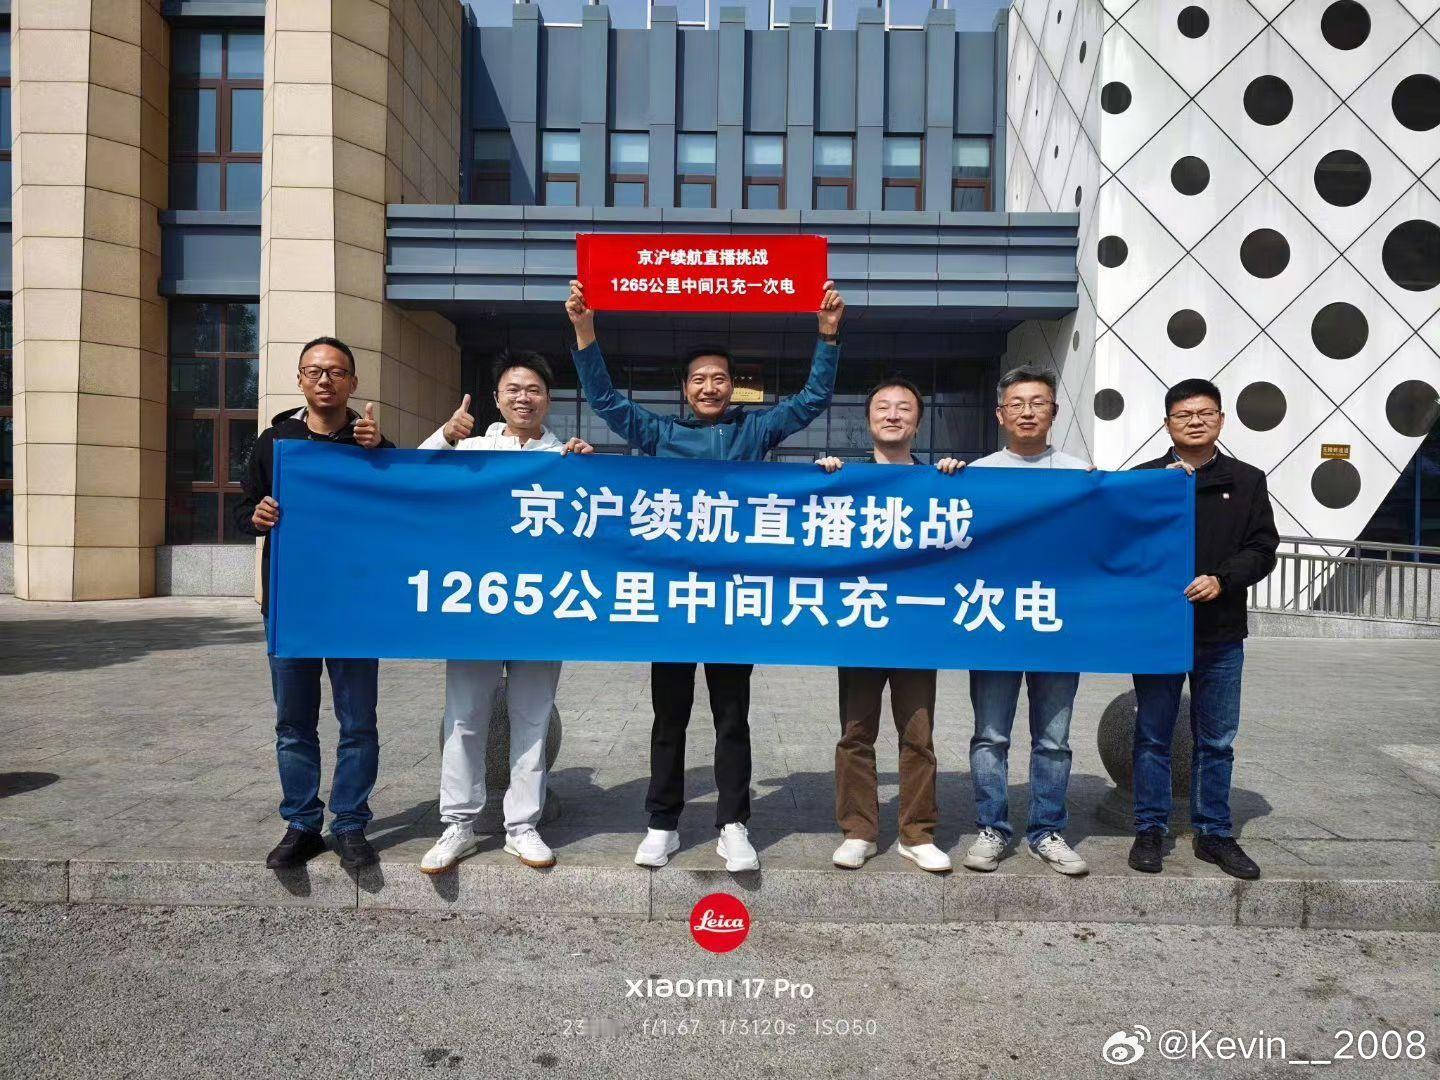 京沪续航直播挑战
1265公里中间只充一次电
京沪续航直播挑战
1265公里中间只充一次电
Leica
xiaomi 17 Pro
23 f/1.67 1/3120s ISO50
@Kevin__2008